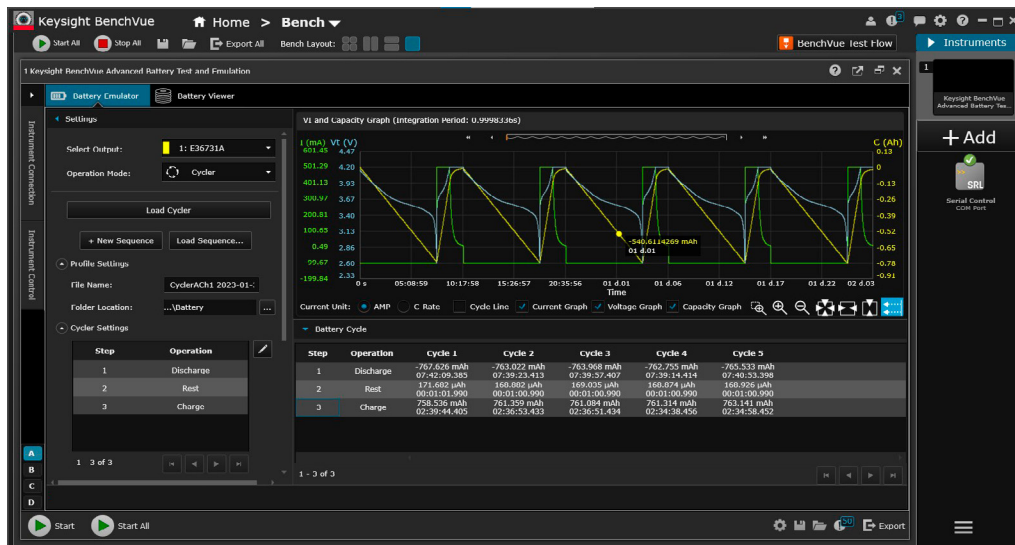 Keysight BenchVue
Home > Bench
3
Start All Stop All Export All Bench Layout:
BenchVue Test Flow
Instruments
1 Keysight BenchVue Advanced Battery Test and Emulation
Battery Emulator Battery Viewer
Instrument Connection
Instrument Control
Settings
Select Output: 1: E36731A
Operation Mode: Cycler
Load Cycler
+ New Sequence Load Sequence...
Profile Settings
File Name: CyclerACh1 2023-01-
Folder Location: ...\Battery ...
Cycler Settings
Step Operation
1 Discharge
2 Rest
3 Charge
1 3 of 3
A
B
C
D
Start Start All
V1 and Capacity Graph (Integration Period: 0.9998336s)
I (mA) Vt (V) C (Ah)
601.45 4.47 0.13
501.29 4.20 0
401.13 3.93 -0.13
300.97 3.67 -0.26
200.81 3.40 -0.39
100.65 3.13 -0.52
0.49 2.86 -0.65
-99.67 2.60 -0.78
-199.84 2.33 -0.91
-540.6114269 mAh
01 d.01
0 s 05:08:59 10:17:58 15:26:57 20:35:56 01 d.01 01 d.06 01 d.12 01 d.17 01 d.22 02 d.03
Time
Current Unit: AMP C Rate Cycle Line Current Graph Voltage Graph Capacity Graph
Battery Cycle
Step Operation Cycle 1 Cycle 2 Cycle 3 Cycle 4 Cycle 5
1 Discharge -767.626 mAh -763.022 mAh -763.968 mAh -762.755 mAh -765.533 mAh
07:42:09.385 07:39:23.413 07:39:57.407 07:39:14.414 07:40:53.398
2 Rest 171.602 µAh 168.882 µAh 169.035 µAh 168.874 µAh 168.926 µAh
00:01:01.990 00:01:00.990 00:01:00.990 00:01:00.990 00:01:00.990
3 Charge 758.536 mAh 761.359 mAh 761.084 mAh 761.314 mAh 763.141 mAh
02:39:44.405 02:36:53.433 02:36:51.434 02:34:38.456 02:34:58.452
1 - 3 of 3
50
Export
1
Keysight BenchVue
Advanced Battery Tes...
+ Add
SRL
Serial Control
COM Port